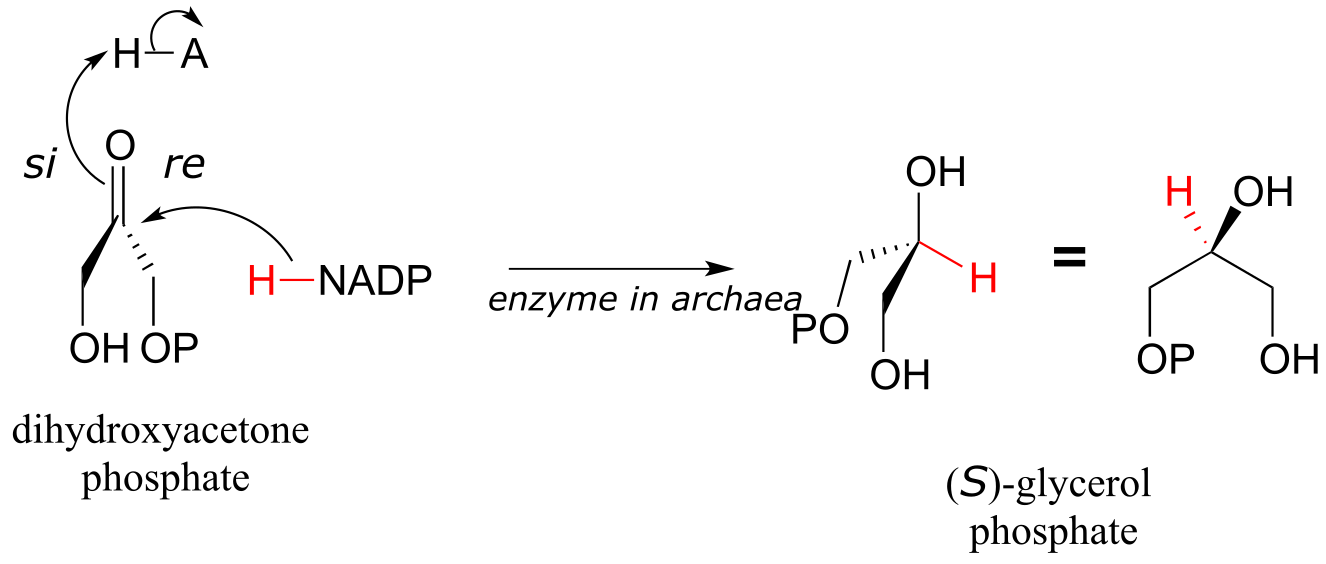 H A
O
si re
H NADP
OH OP
dihydroxyacetone
phosphate
enzyme in archaea
OH
H
PO
OH
=
H OH
OP OH
(S)-glycerol
phosphate